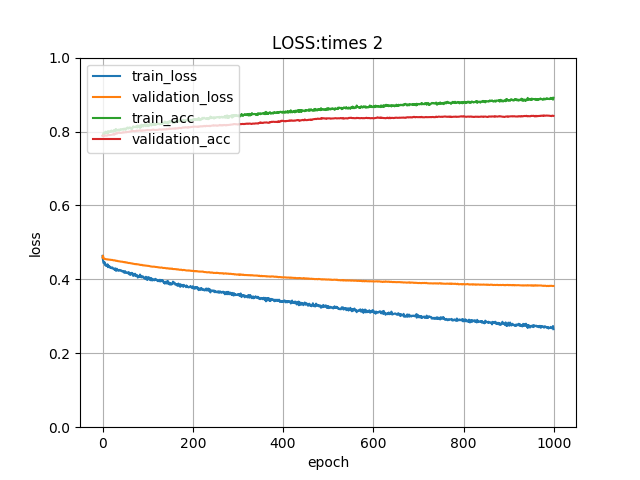 LOSS:times 2
1.0
0.8
0.6
0.4
0.2
0.0
loss
train_loss
validation_loss
train_acc
validation_acc
0 200 400 600 800 1000
epoch